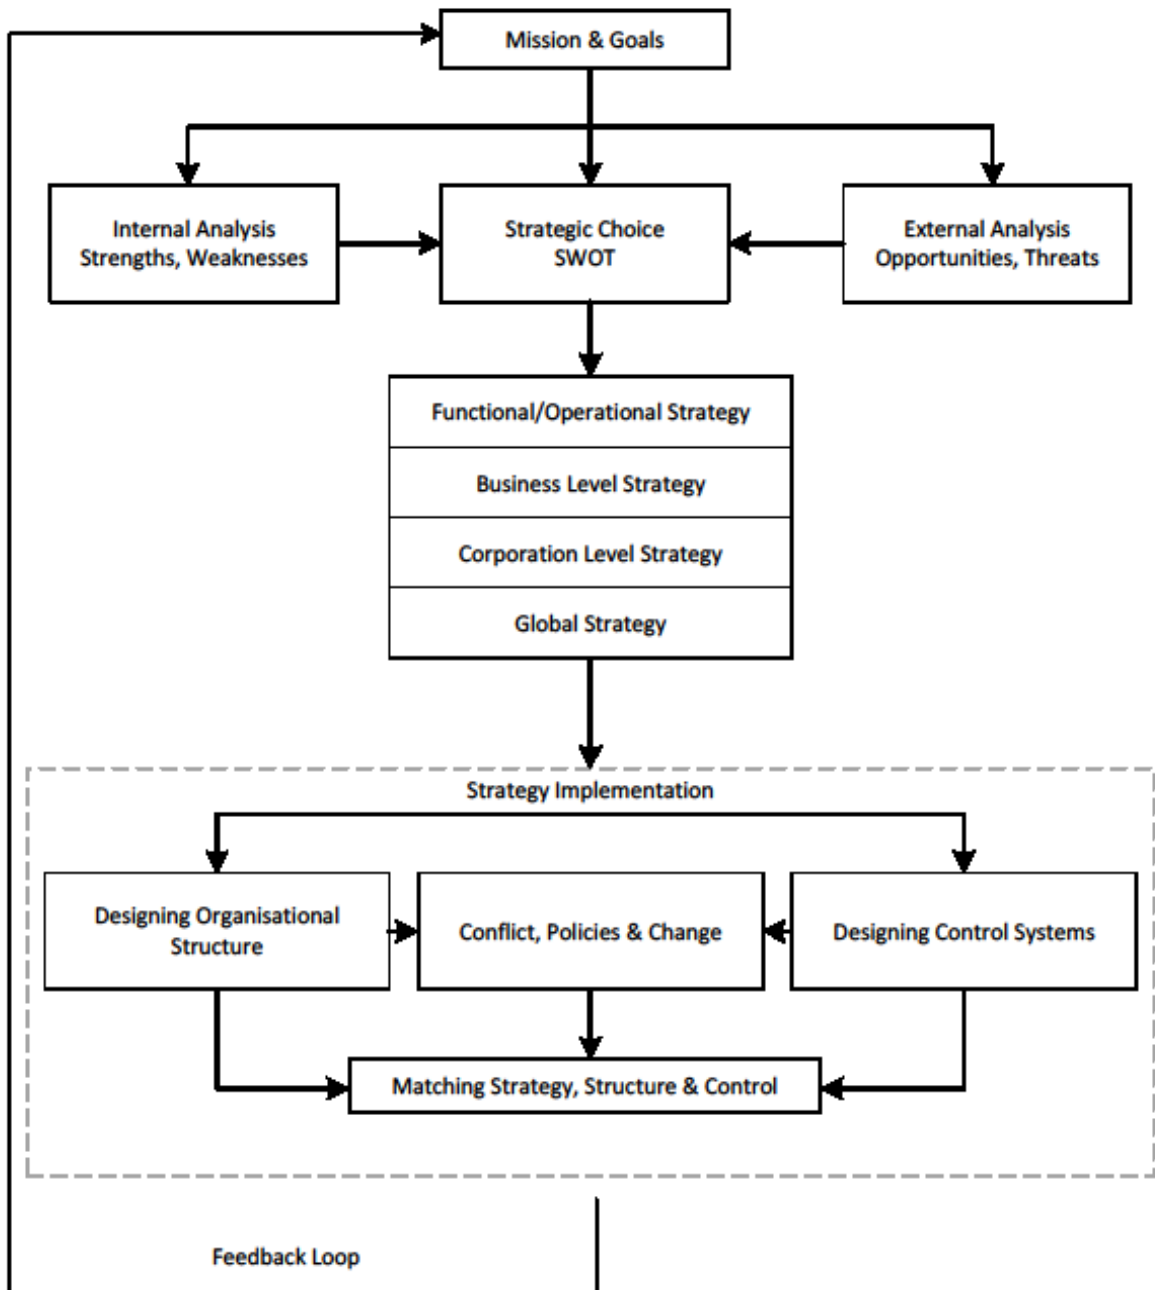 Mission & Goals
Internal Analysis
Strengths, Weaknesses
Strategic Choice
SWOT
External Analysis
Opportunities, Threats
Functional/Operational Strategy
Business Level Strategy
Corporation Level Strategy
Global Strategy
Strategy Implementation
Designing Organisational
Structure
Conflict, Policies & Change
Designing Control Systems
Matching Strategy, Structure & Control
Feedback Loop